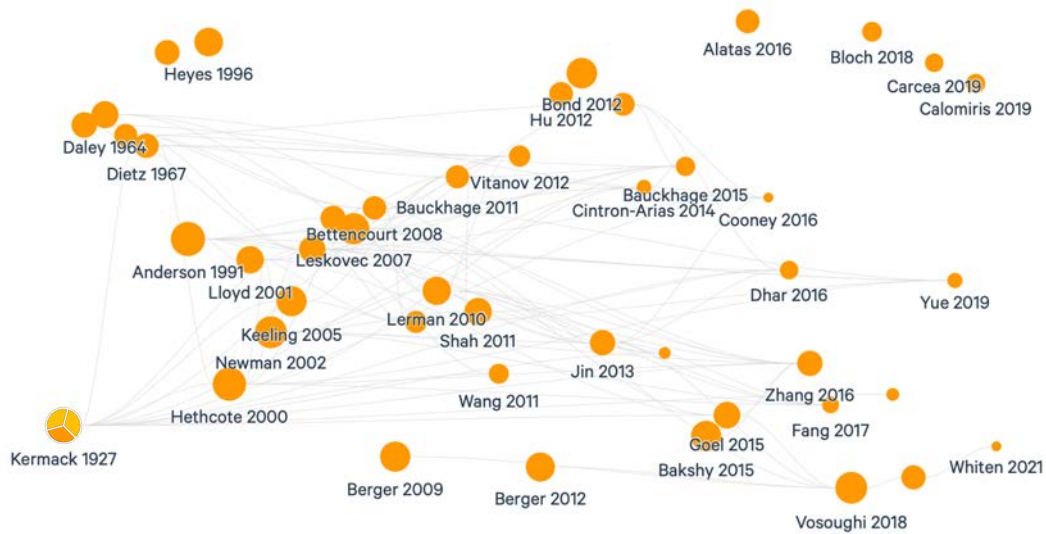 Alatas 2016
Bloch 2018
Heyes 1996
Carcea 2019
Bond 2012
Calomiris 2019
Hu 2012
Daley 1964
Dietz 1967
Vitanov 2012
Bauckhage 2015
Bauckhage 2011
Cintron-Arias 2014
Cooney 2016
Bettencourt 2008
Leskovec 2007
Anderson 1991
Lloyd 2001
Dhar 2016
Yue 2019
Lerman 2010
Keeling 2005
Shah 2011
Newman 2002
Jin 2013
Zhang 2016
Wang 2011
Hethcote 2000
Fang 2017
Goel 2015
Kermack 1927
Bakshy 2015
Whiten 2021
Berger 2009
Berger 2012
Vosoughi 2018